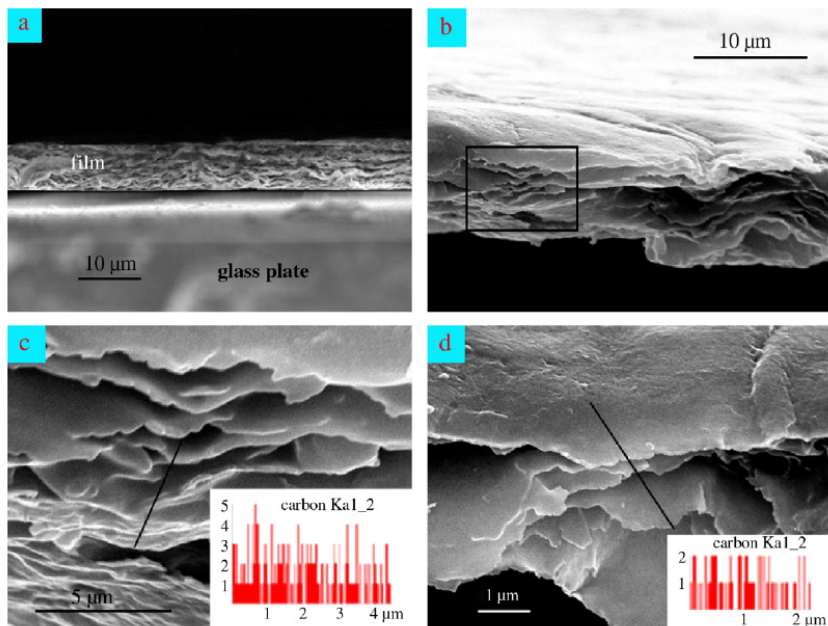 a
film
10 µm
glass plate
b
10 µm
c
5 µm
carbon Ka1_2
5
4
3
2
1
1 2 3 4 µm
d
1 µm
carbon Ka1_2
2
1
1 2 µm